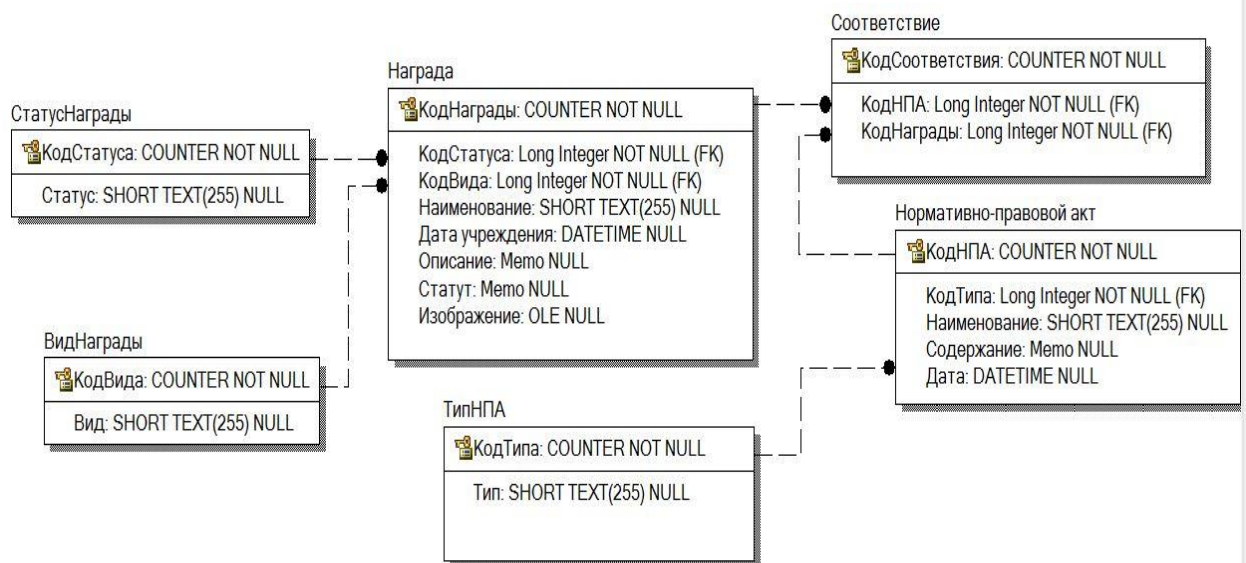 СтатусНаграды
КодСтатуса: COUNTER NOT NULL
Статус: SHORT TEXT(255) NULL
ВидНаграды
КодВида: COUNTER NOT NULL
Вид: SHORT TEXT(255) NULL
Награда
КодНаграды: COUNTER NOT NULL
КодСтатуса: Long Integer NOT NULL (FK)
КодВида: Long Integer NOT NULL (FK)
Наименование: SHORT TEXT(255) NULL
Дата учреждения: DATETIME NULL
Описание: Memo NULL
Статут: Memo NULL
Изображение: OLE NULL
ТипНПА
КодТипа: COUNTER NOT NULL
Тип: SHORT TEXT(255) NULL
Соответствие
КодСоответствия: COUNTER NOT NULL
КодНПА: Long Integer NOT NULL (FK)
КодНаграды: Long Integer NOT NULL (FK)
Нормативно-правовой акт
КодНПА: COUNTER NOT NULL
КодТипа: Long Integer NOT NULL (FK)
Наименование: SHORT TEXT(255) NULL
Содержание: Memo NULL
Дата: DATETIME NULL